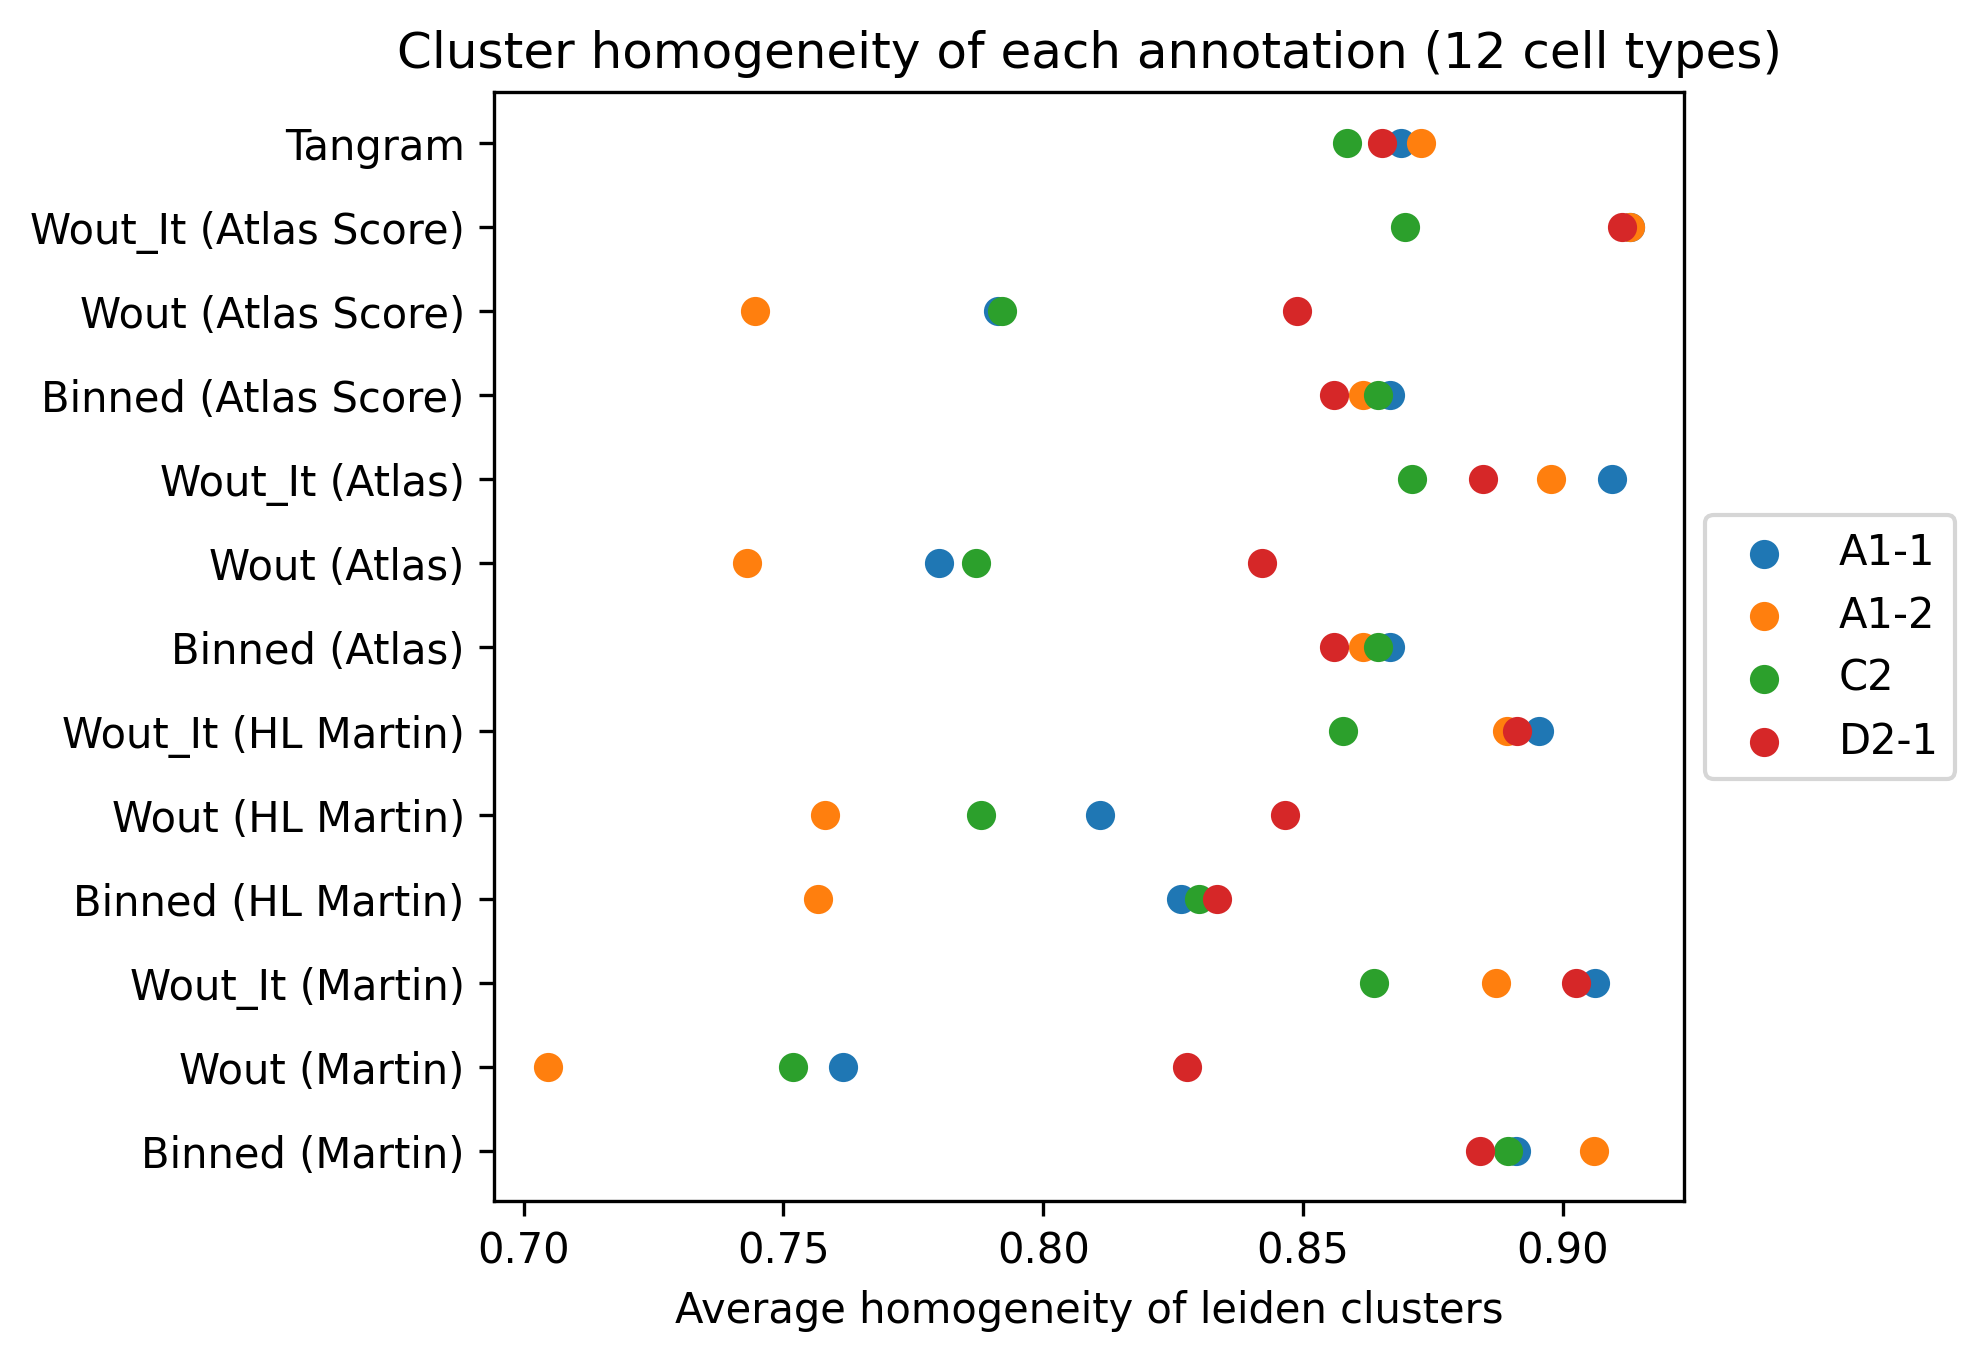 Cluster homogeneity of each annotation (12 cell types)
Tangram
Wout_It (Atlas Score)
Wout (Atlas Score)
Binned (Atlas Score)
Wout_It (Atlas)
Wout (Atlas)
Binned (Atlas)
Wout_It (HL Martin)
Wout (HL Martin)
Binned (HL Martin)
Wout_It (Martin)
Wout (Martin)
Binned (Martin)
0.70 0.75 0.80 0.85 0.90
Average homogeneity of leiden clusters
A1-1
A1-2
C2
D2-1